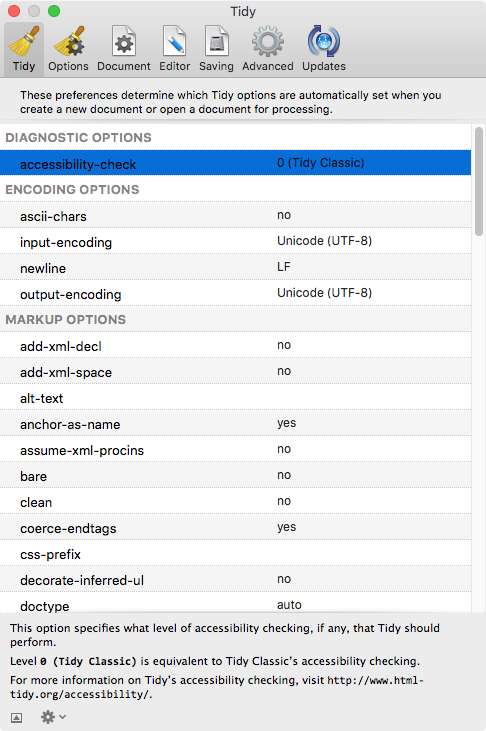 Tidy
Tidy Options Document Editor Saving Advanced Updates
These preferences determine which Tidy options are automatically set when you
create a new document or open a document for processing.
DIAGNOSTIC OPTIONS
accessibility-check 0 (Tidy Classic)
ENCODING OPTIONS
ascii-chars no
input-encoding Unicode (UTF-8)
newline LF
output-encoding Unicode (UTF-8)
MARKUP OPTIONS
add-xml-decl no
add-xml-space no
alt-text
anchor-as-name yes
assume-xml-procins no
bare no
clean no
coerce-endtags yes
css-prefix
decorate-inferred-ul no
doctype auto
This option specifies what level of accessibility checking, if any, that Tidy should
perform.
Level 0 (Tidy Classic) is equivalent to Tidy Classic's accessibility checking.
For more information on Tidy's accessibility checking, visit http://www.html-
tidy.org/accessibility/.